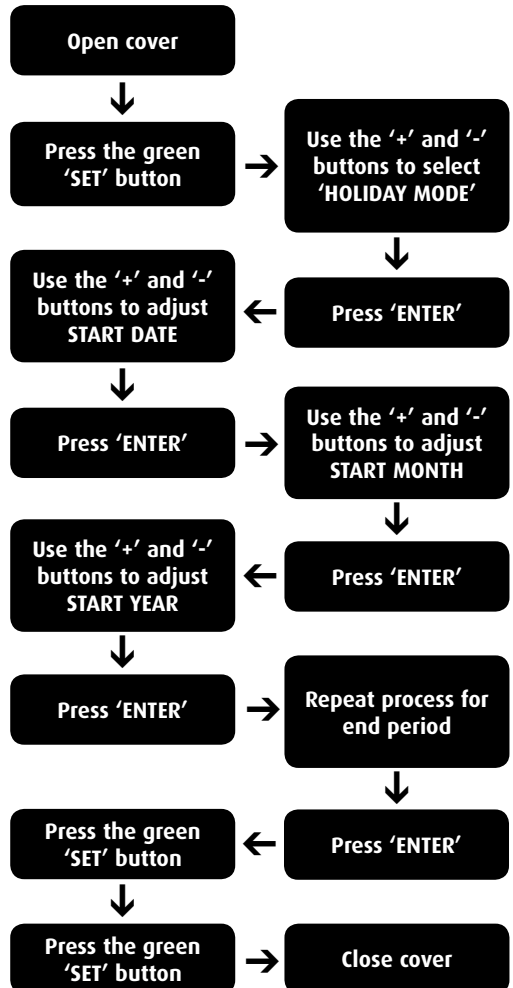 Open cover
Press the green
‘SET’ button
Use the ‘+’ and ‘-’
buttons to select
‘HOLIDAY MODE’
Press ‘ENTER’
Use the ‘+’ and ‘-’
buttons to adjust
START DATE
Press ‘ENTER’
Use the ‘+’ and ‘-’
buttons to adjust
START MONTH
Press ‘ENTER’
Use the ‘+’ and ‘-’
buttons to adjust
START YEAR
Press ‘ENTER’
Repeat process for
end period
Press ‘ENTER’
Press the green
‘SET’ button
Press the green
‘SET’ button
Close cover